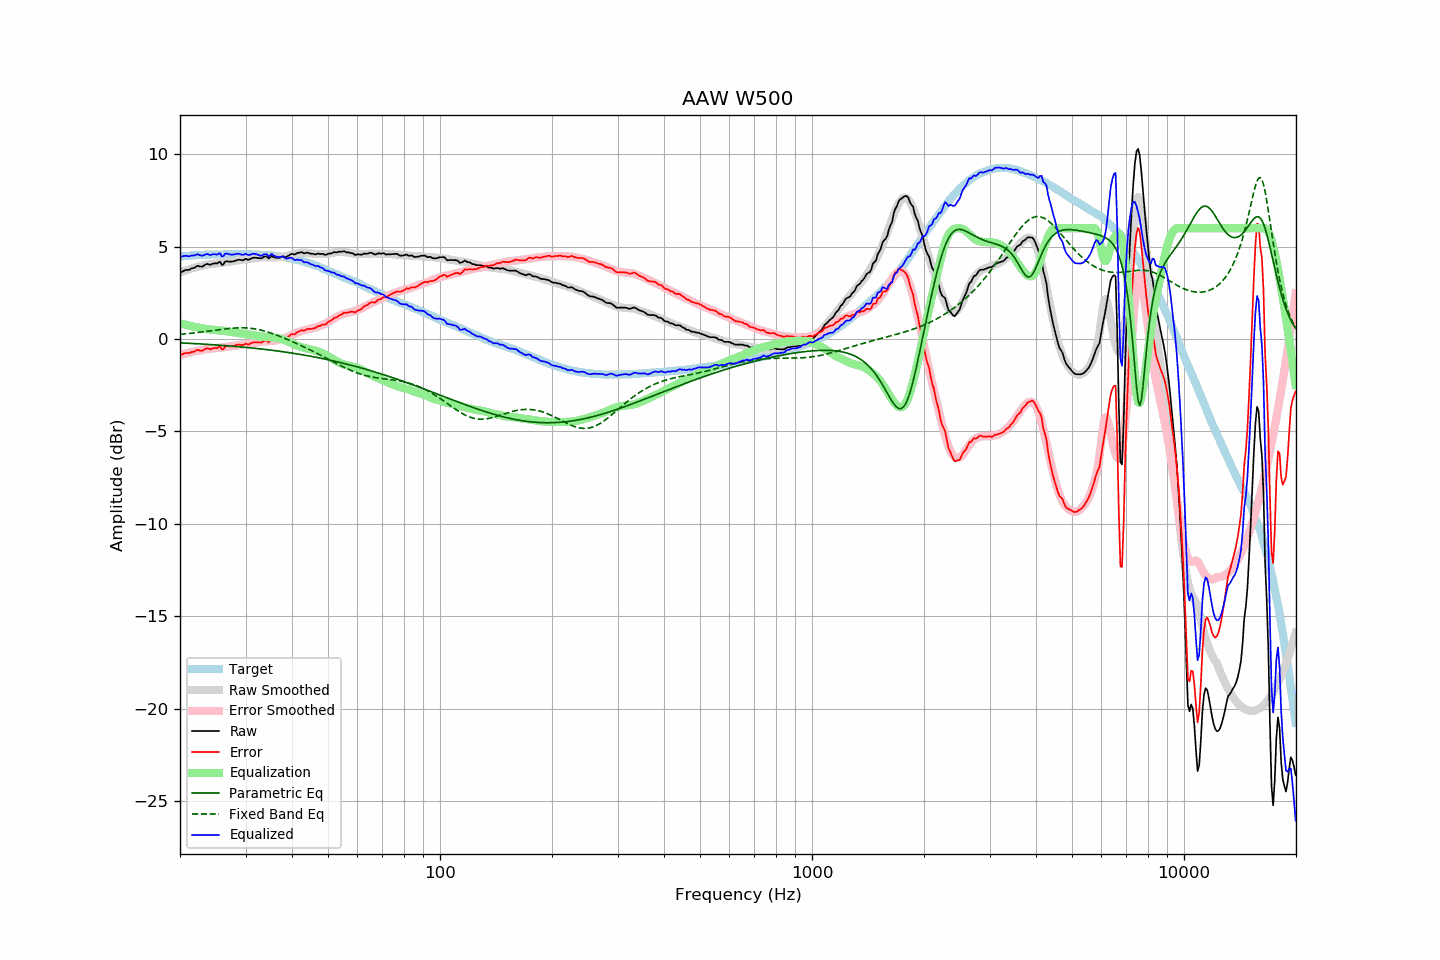 AAW W500
Amplitude (dBr)
10
5
0
−5
−10
−15
−20
−25
Target
Raw Smoothed
Error Smoothed
Raw
Error
Equalization
Parametric Eq
Fixed Band Eq
Equalized
100
1000
10000
Frequency (Hz)